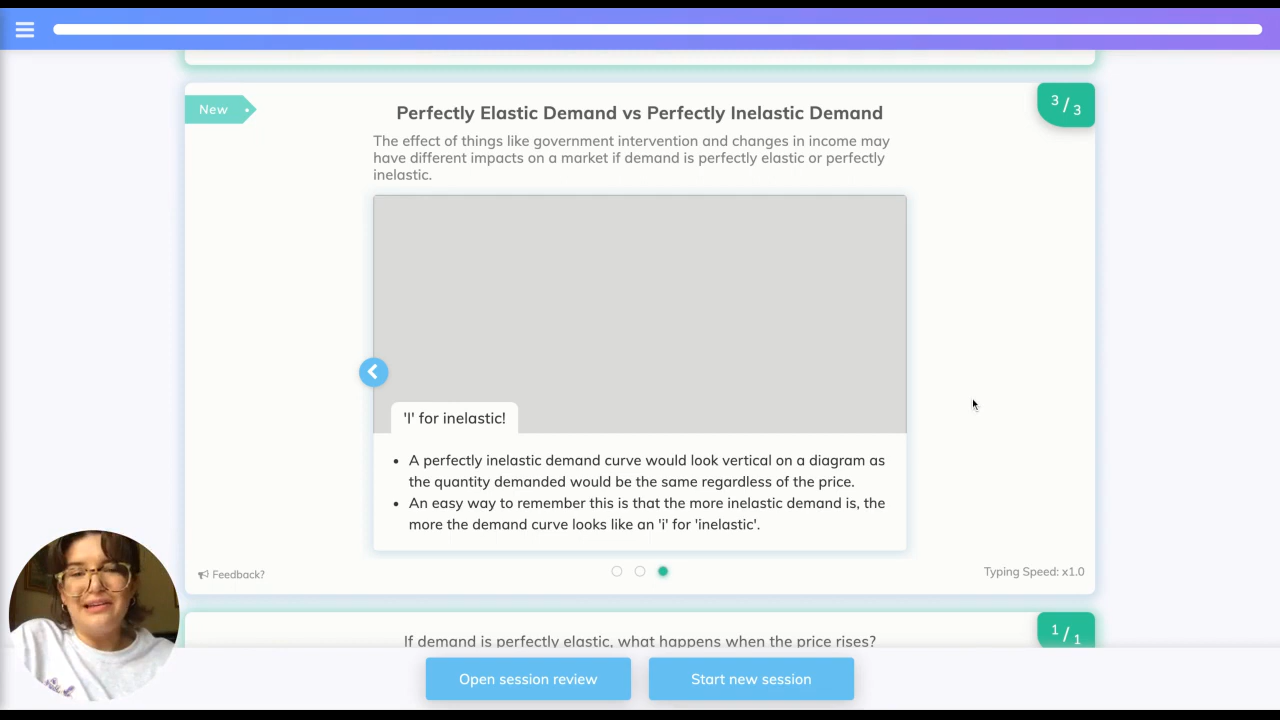 New
Perfectly Elastic Demand vs Perfectly Inelastic Demand
3 / 3
The effect of things like government intervention and changes in income may
have different impacts on a market if demand is perfectly elastic or perfectly
inelastic.
'I' for inelastic!
• A perfectly inelastic demand curve would look vertical on a diagram as
the quantity demanded would be the same regardless of the price.
• An easy way to remember this is that the more inelastic demand is, the
more the demand curve looks like an 'i' for 'inelastic'.
Feedback?
Typing Speed: x1.0
If demand is perfectly elastic, what happens when the price rises?
1 / 1
Open session review
Start new session